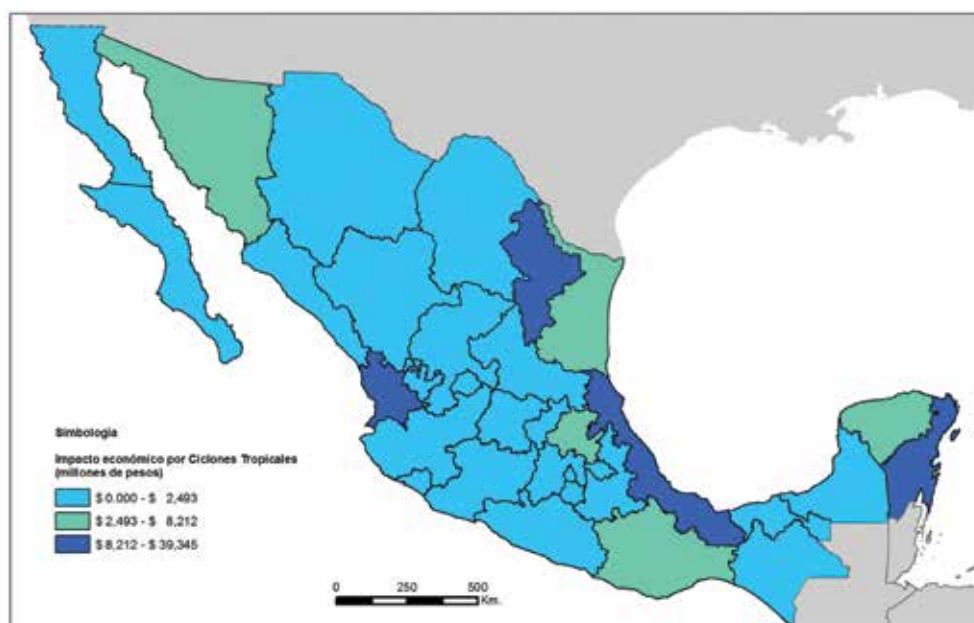 Simbología
Impacto económico por Ciclones Tropicales
(millones de pesos)
$ 0.000 - $ 2,493
$ 2,493 - $ 8,212
$ 8,212 - $ 39,345
0 250 500
Km.